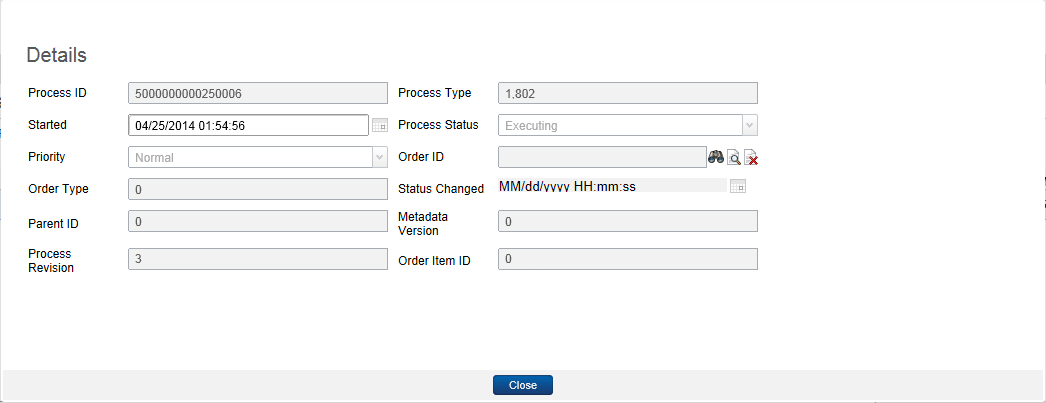 Details
Process ID 5000000000250006 Process Type 1,802
Started 04/25/2014 01:54:56 Process Status Executing
Priority Normal Order ID
Order Type 0 Status Changed MM/dd/yyyy HH:mm:ss
Parent ID 0 Metadata Version 0
Process Revision 3 Order Item ID 0
Close